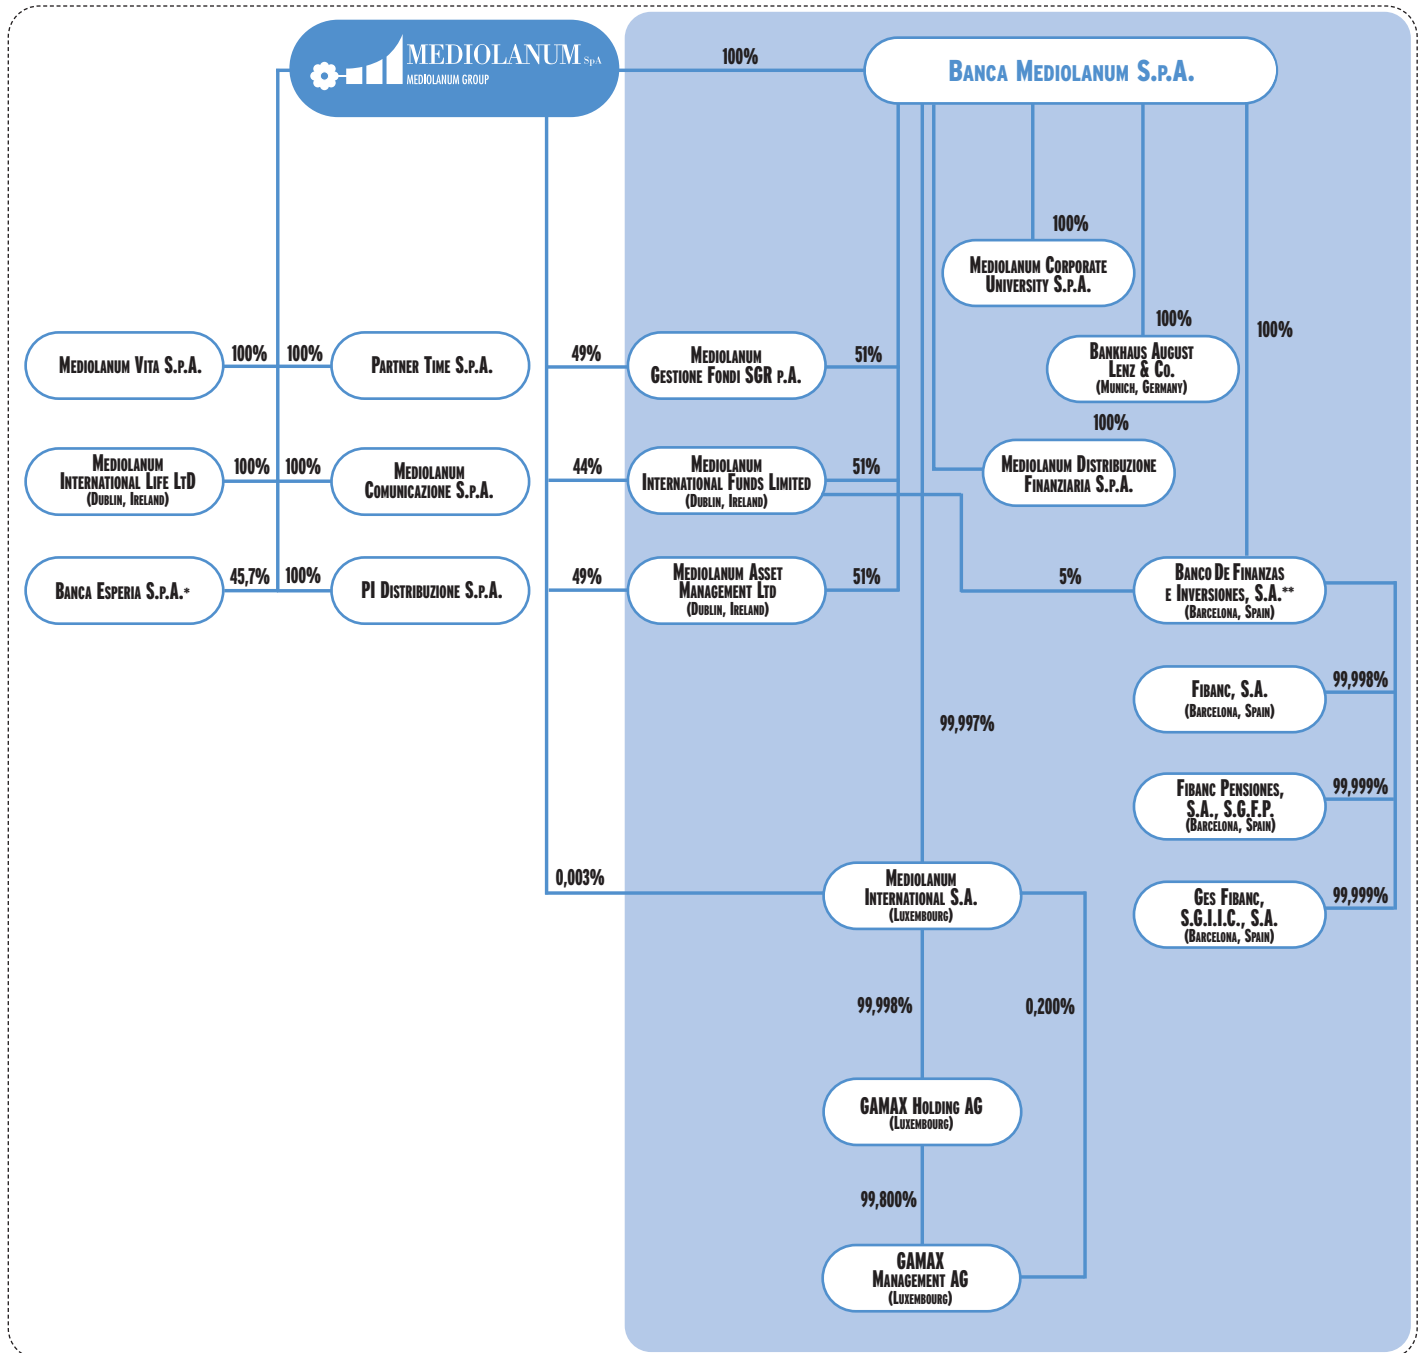 MEDIOLANUM SpA
MEDIOLANUM GROUP
100%
BANCA MEDIOLANUM S.P.A.
100%
MEDIOLANUM CORPORATE
UNIVERSITY S.P.A.
100%
BANKHAUS AUGUST
LENZ & CO.
(MUNICH, GERMANY)
100%
MEDIOLANUM VITA S.P.A.
100%
100%
PARTNER TIME S.P.A.
49%
MEDIOLANUM
GESTIONE FONDI SGR P.A.
51%
100%
MEDIOLANUM DISTRIBUZIONE
FINANZIARIA S.P.A.
MEDIOLANUM
INTERNATIONAL LIFE LTD
(DUBLIN, IRELAND)
100%
100%
MEDIOLANUM
COMUNICAZIONE S.P.A.
44%
MEDIOLANUM
INTERNATIONAL FUNDS LIMITED
(DUBLIN, IRELAND)
51%
BANCA ESPERIA S.P.A.*
45,7%
100%
PI DISTRIBUZIONE S.P.A.
49%
MEDIOLANUM ASSET
MANAGEMENT LTD
(DUBLIN, IRELAND)
51%
5%
BANCO DE FINANZAS
E INVERSIONES, S.A.**
(BARCELONA, SPAIN)
FIBANC, S.A.
(BARCELONA, SPAIN)
99,998%
99,997%
FIBANC PENSIONES,
S.A., S.G.F.P.
(BARCELONA, SPAIN)
99,999%
0,003%
MEDIOLANUM
INTERNATIONAL S.A.
(LUXEMBOURG)
GES FIBANC,
S.G.I.I.C., S.A.
(BARCELONA, SPAIN)
99,999%
99,998%
0,200%
GAMAX HOLDING AG
(LUXEMBOURG)
99,800%
GAMAX
MANAGEMENT AG
(LUXEMBOURG)